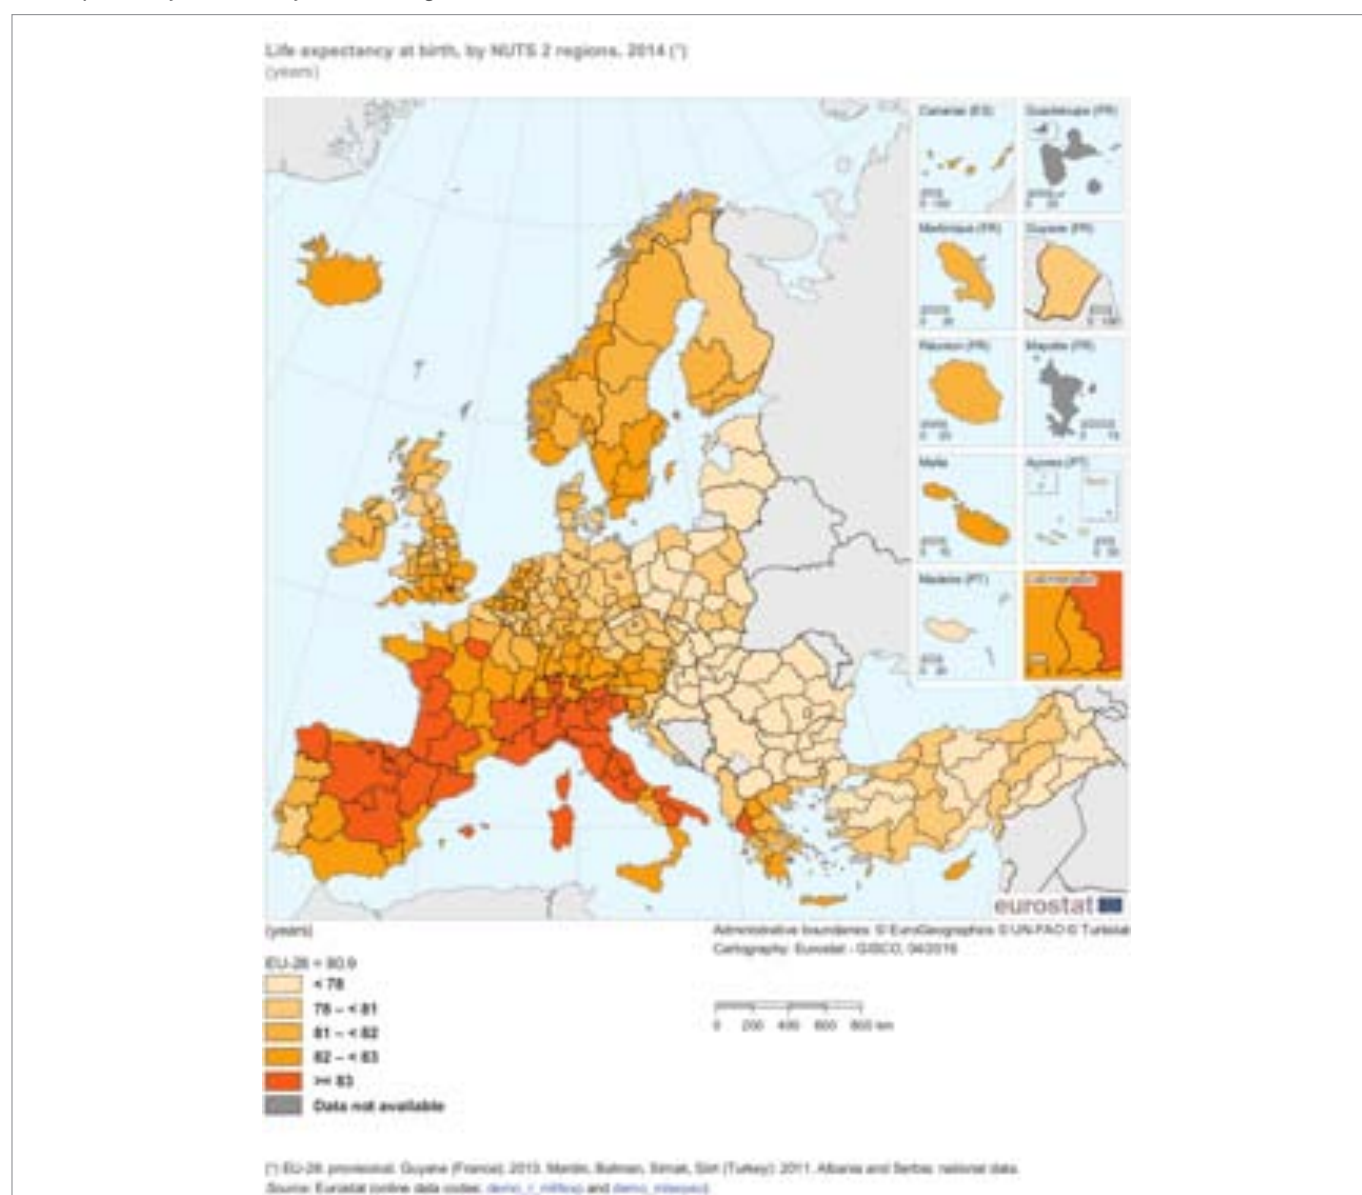 Life expectancy at birth, by NUTS 2 regions, 2014 (¹)
(years)
Canarias (ES)
Guadeloupe (FR)
Martinique (FR)
Guyane (FR)
Réunion (FR)
Mayotte (FR)
Malta
Açores (PT)
Madeira (PT)
Liechtenstein
eurostat
(years)
Administrative boundaries: © EuroGeographics © UN-FAO © Turkstat
Cartography: Eurostat - GISCO, 04/2016
EU-28 = 80.9
< 78
78 – < 81
81 – < 82
82 – < 83
>= 83
Data not available
0 200 400 600 800 km
(¹) EU-28: provisional. Guyane (France): 2013. Mardin, Batman, Sirnak, Siirt (Turkey): 2011. Albania and Serbia: national data.
Source: Eurostat (online data codes: demo_r_mlifexp and demo_mlexpec)